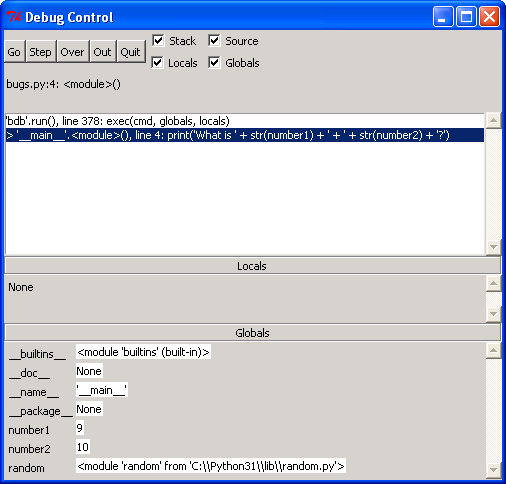 Debug Control
Go Step Over Out Quit
Stack Source
Locals Globals
bugs.py:4: <module>()
'bdb'.run(), line 378: exec(cmd, globals, locals)
> '__main__'.<module>(), line 4: print('What is ' + str(number1) + ' + ' + str(number2) + '?')
Locals
None
Globals
__builtins__ <module 'builtins' (built-in)>
__doc__ None
__name__ '__main__'
__package__ None
number1 9
number2 10
random <module 'random' from 'C:\\Python31\\lib\\random.py'>